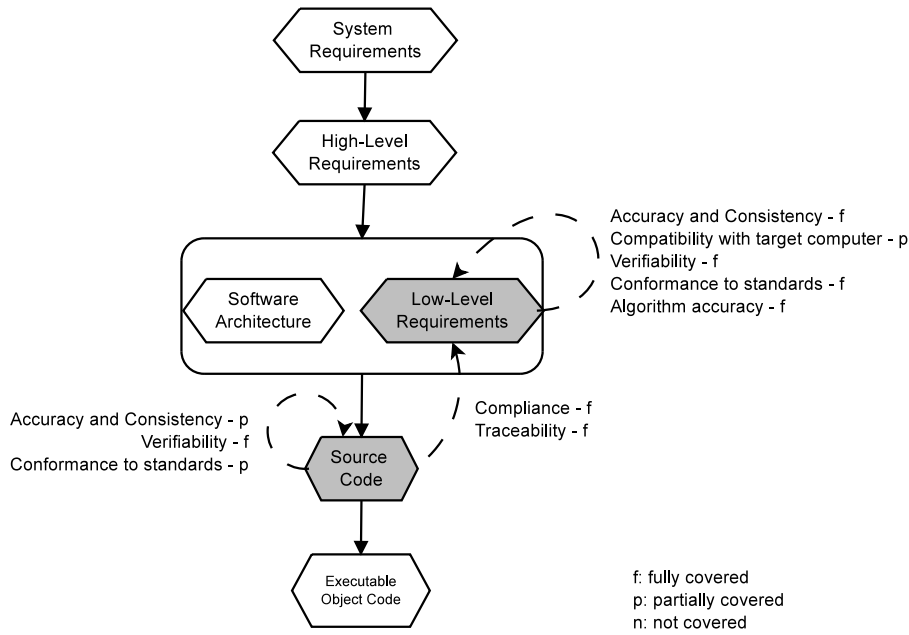 System
Requirements
High-Level
Requirements
Accuracy and Consistency - f
Compatibility with target computer - p
Verifiability - f
Conformance to standards - f
Algorithm accuracy - f
Software
Architecture
Low-Level
Requirements
Compliance - f
Traceability - f
Accuracy and Consistency - p
Verifiability - f
Conformance to standards - p
Source
Code
Executable
Object Code
f: fully covered
p: partially covered
n: not covered